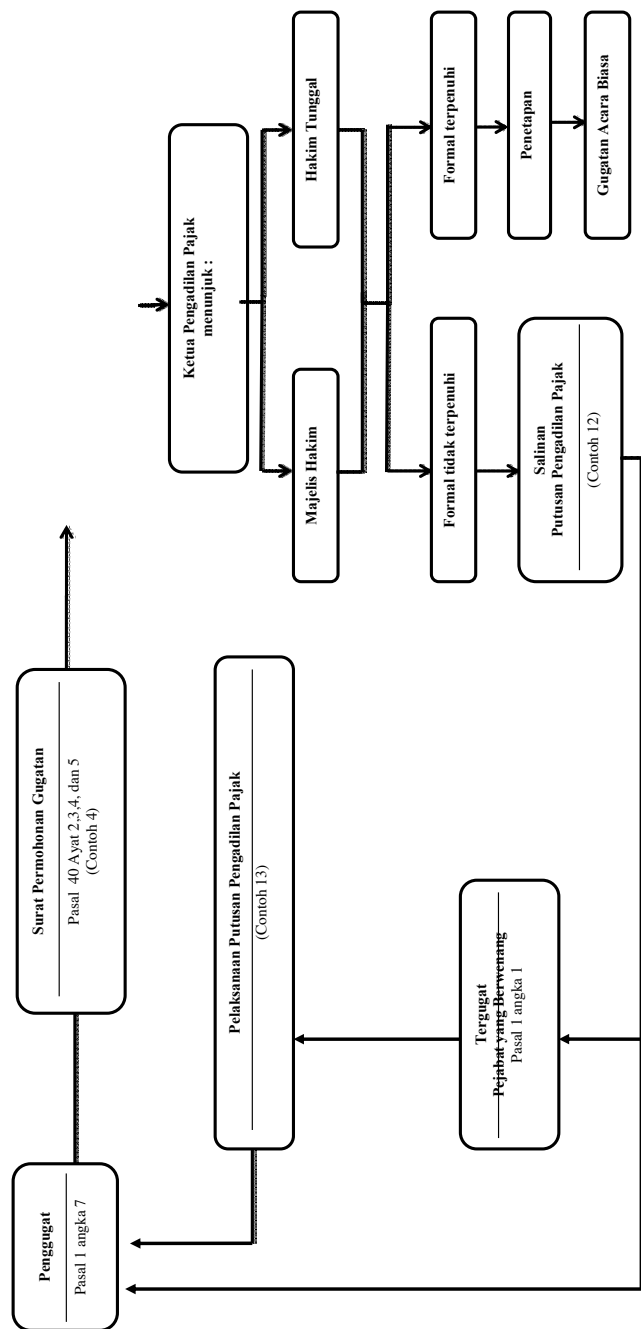 Penggugat
Pasal 1 angka 7
Surat Permohonan Gugatan
Pasal 40 Ayat 2,3,4, dan 5
(Contoh 4)
Ketua Pengadilan Pajak
menunjuk :
Majelis Hakim
Hakim Tunggal
Formal tidak terpenuhi
Formal terpenuhi
Salinan
Putusan Pengadilan Pajak
(Contoh 12)
Penetapan
Gugatan Acara Biasa
Pelaksanaan Putusan Pengadilan Pajak
(Contoh 13)
Tergugat
Pejabat yang Berwenang
Pasal 1 angka 1